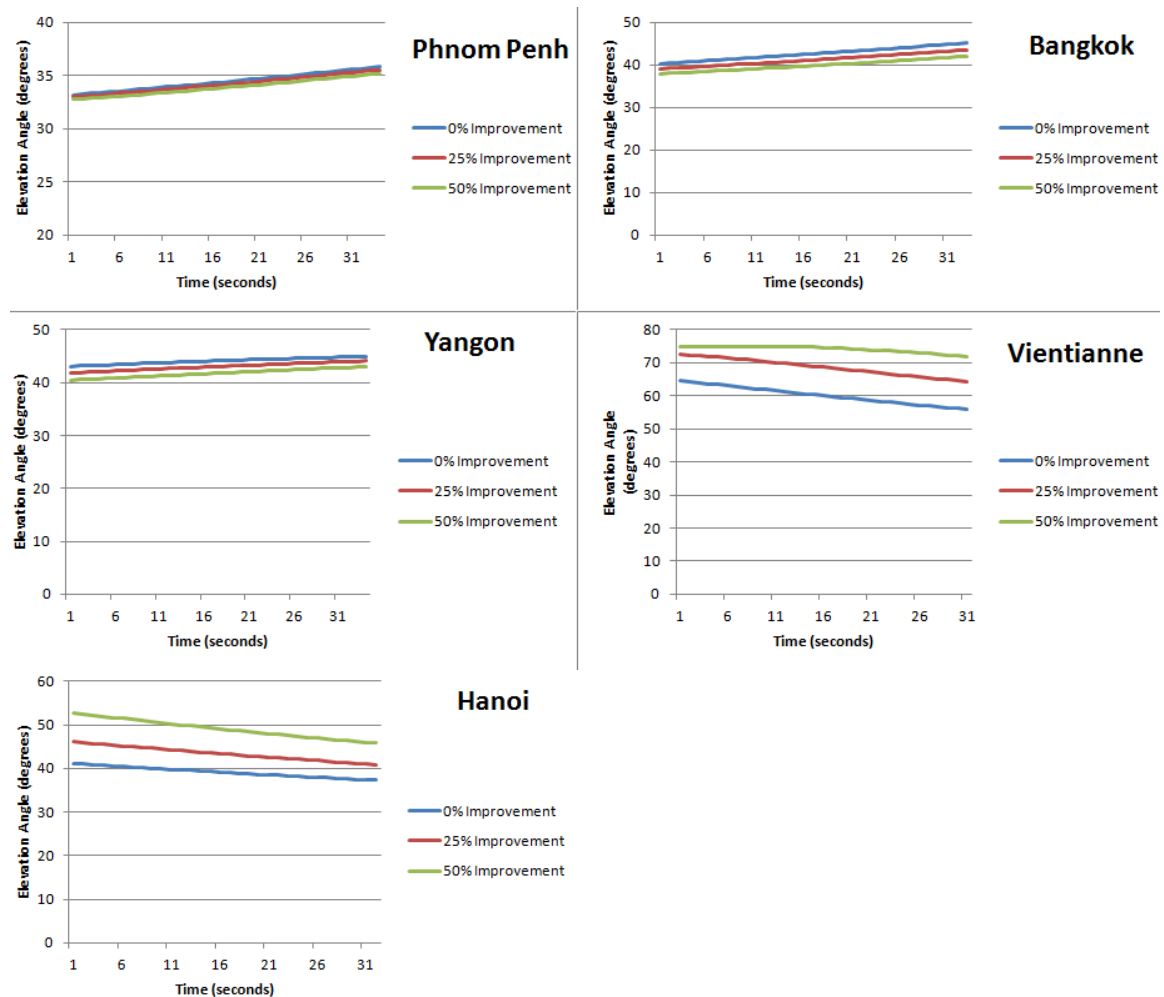 Phnom Penh
Elevation Angle (degrees)
40
35
30
25
20
1 6 11 16 21 26 31
Time (seconds)
0% Improvement
25% Improvement
50% Improvement
Bangkok
Elevation Angle (degrees)
50
40
30
20
10
0
1 6 11 16 21 26 31
Time (seconds)
0% Improvement
25% Improvement
50% Improvement
Yangon
Elevation Angle (degrees)
50
40
30
20
10
0
1 6 11 16 21 26 31
Time (seconds)
0% Improvement
25% Improvement
50% Improvement
Vientianne
Elevation Angle
(degrees)
80
70
60
50
40
30
20
10
0
1 6 11 16 21 26 31
Time (seconds)
0% Improvement
25% Improvement
50% Improvement
Hanoi
Elevation Angle (degrees)
60
50
40
30
20
10
0
1 6 11 16 21 26 31
Time (seconds)
0% Improvement
25% Improvement
50% Improvement